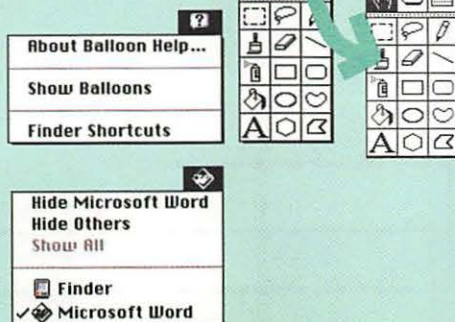 ?
About Balloon Help...
Show Balloons
Finder Shortcuts
A
A
Hide Microsoft Word
Hide Others
Show All
Finder
✓ Microsoft Word